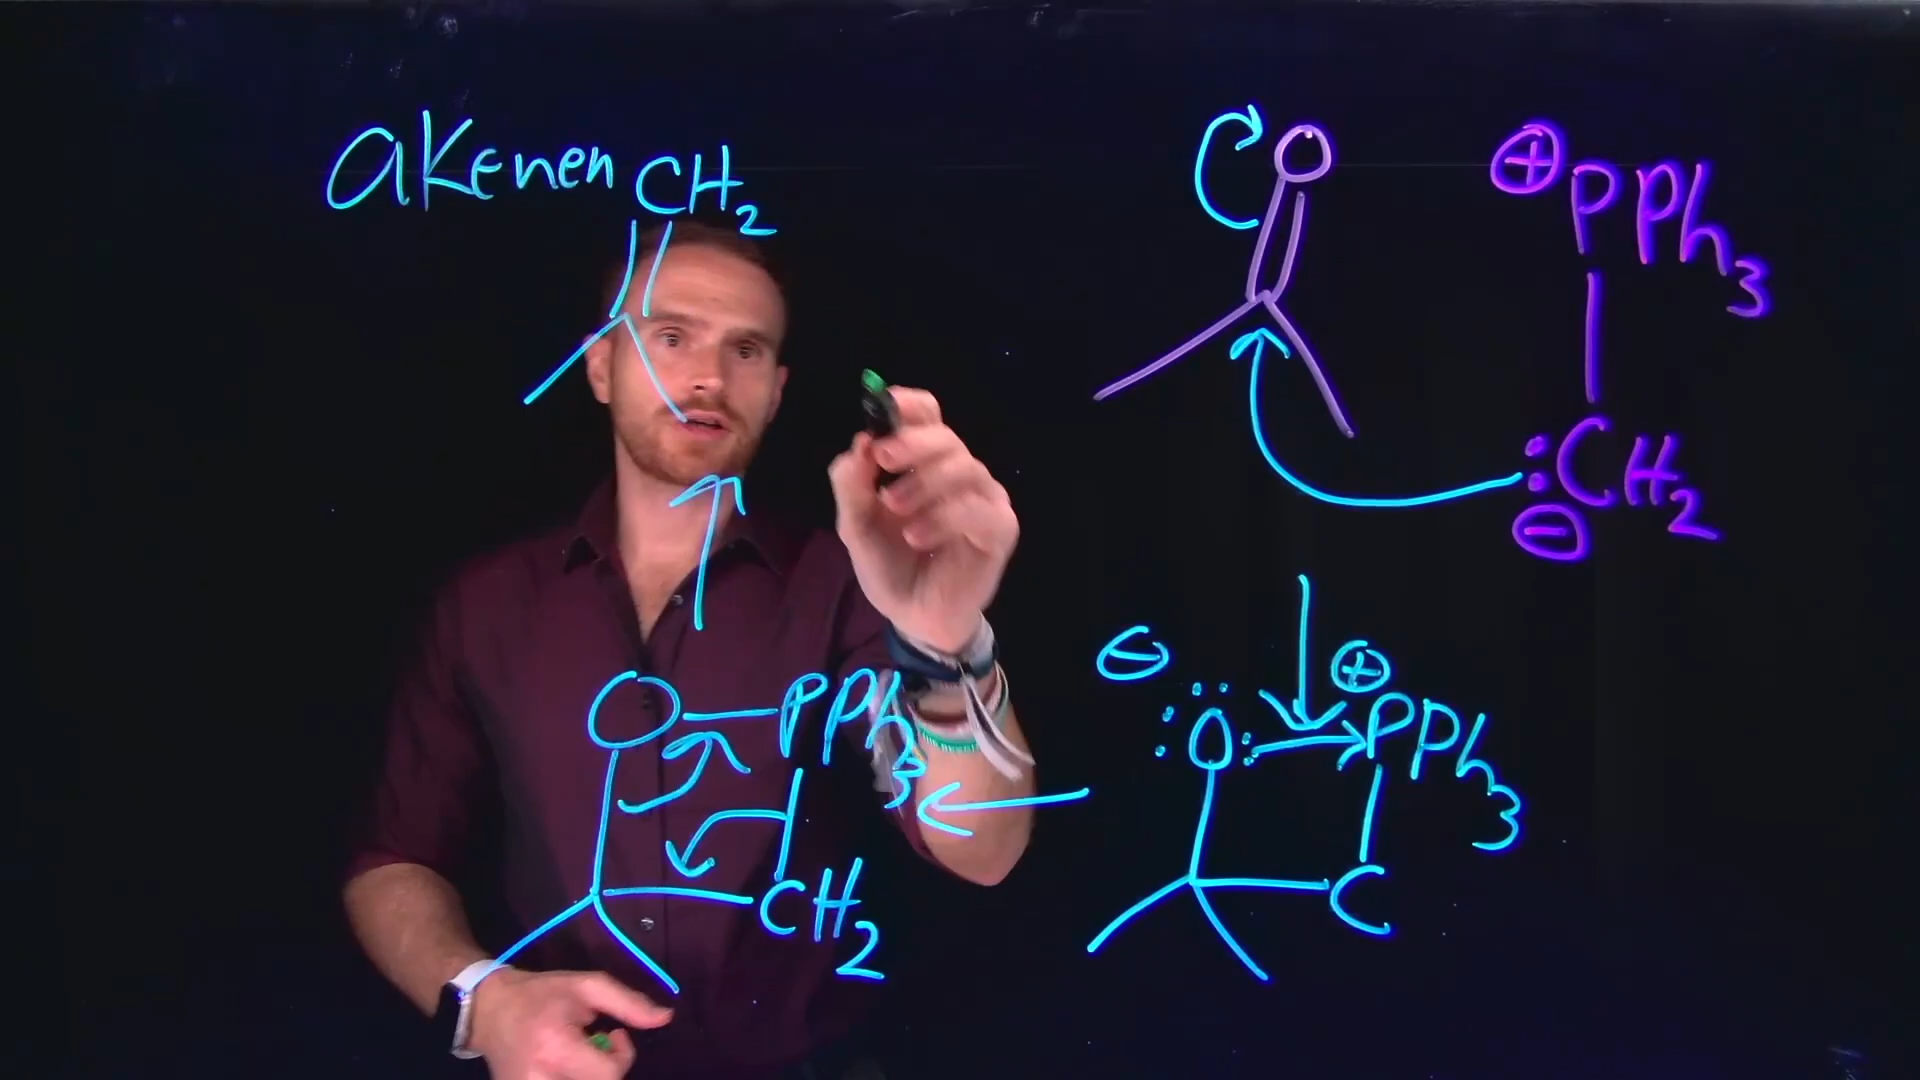 akenen CH2
O
⊕PPh3
:CH2
⊖
O-PPh3
CH2
⊖ ⊕
:Ö: PPh3
C